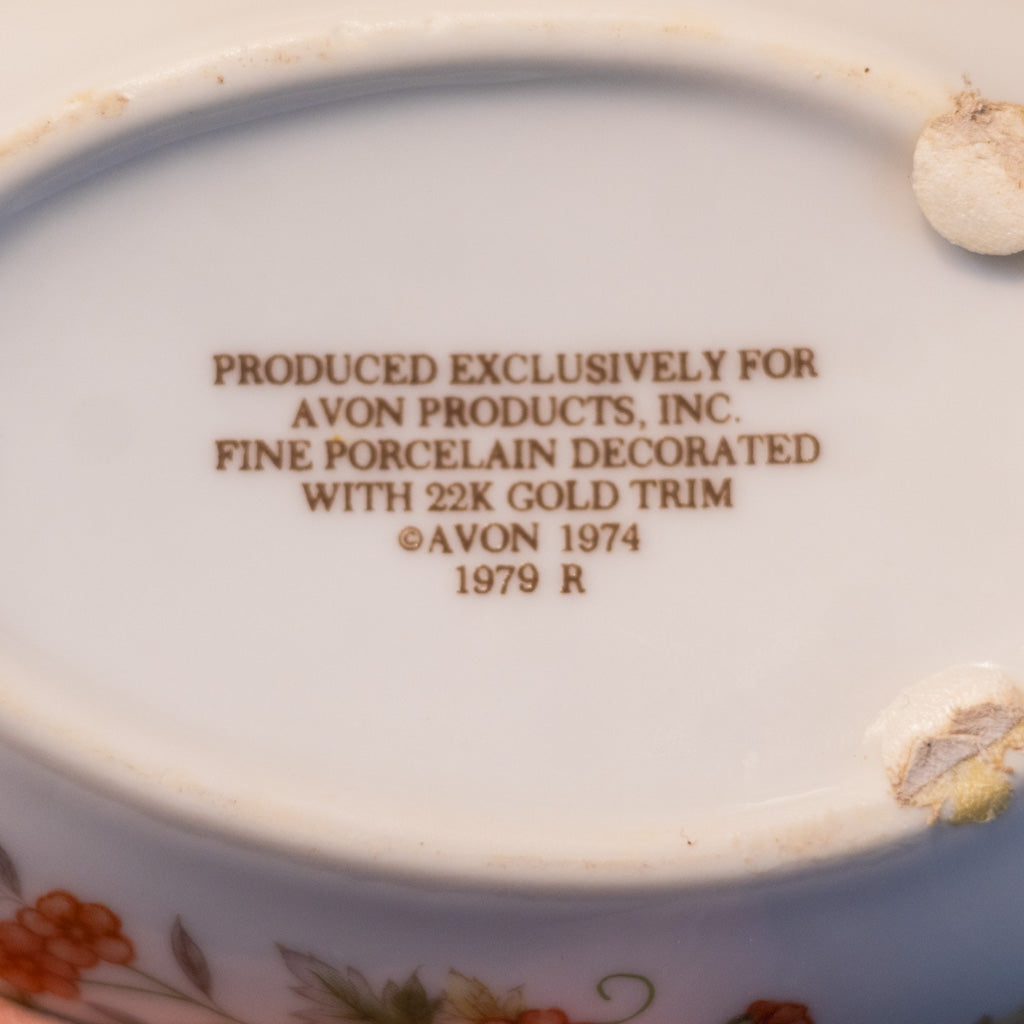 PRODUCED EXCLUSIVELY FOR
AVON PRODUCTS, INC.
FINE PORCELAIN DECORATED
WITH 22K GOLD TRIM
©AVON 1974
1979 R